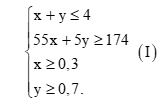 x + y ≤ 4
55x + 5y ≥ 174
x ≥ 0,3
y ≥ 0,7.
(I)